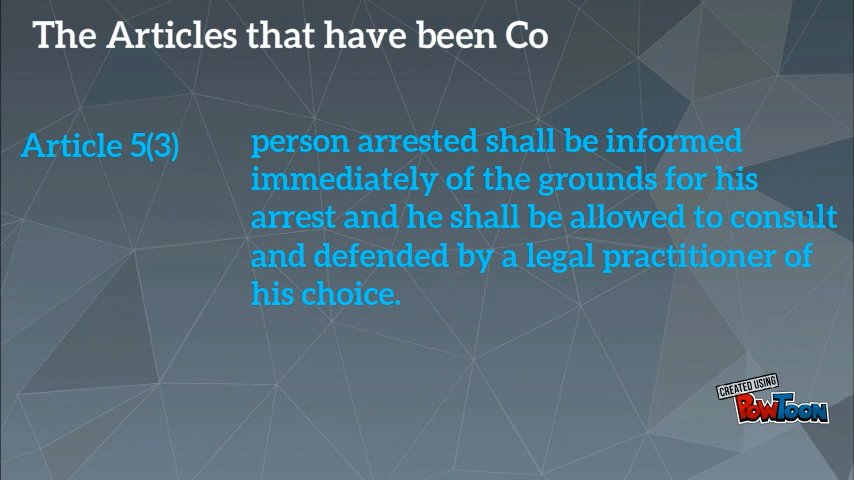 The Articles that have been Co
Article 5(3)
person arrested shall be informed
immediately of the grounds for his
arrest and he shall be allowed to consult
and defended by a legal practitioner of
his choice.
CREATED USING
PowToon